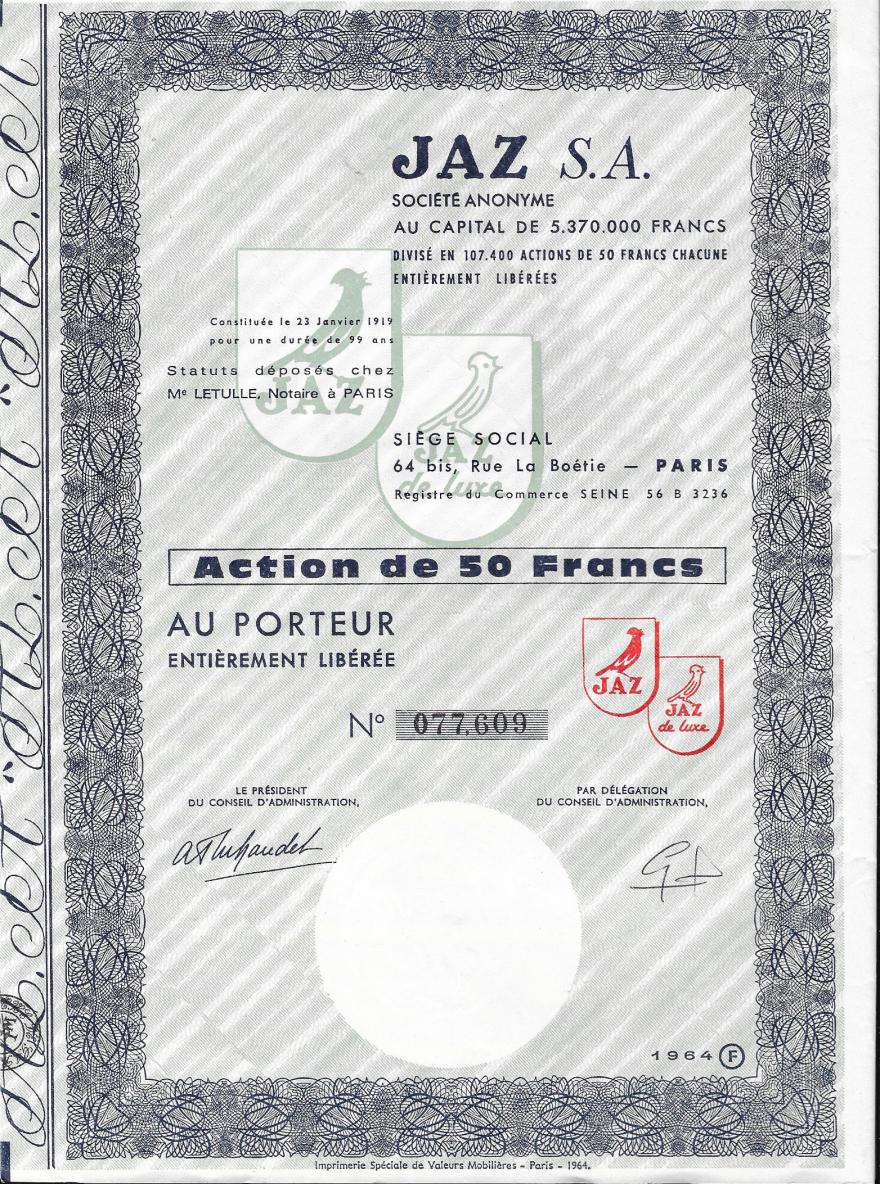 JAZ S.A.
SOCIÉTÉ ANONYME
AU CAPITAL DE 5.370.000 FRANCS
DIVISÉ EN 107.400 ACTIONS DE 50 FRANCS CHACUNE
ENTIÈREMENT LIBÉRÉES
Constituée le 23 Janvier 1919
pour une durée de 99 ans
Statuts déposés chez
Me LETULLE, Notaire à PARIS
JAZ
JAZ
de luxe
SIÈGE SOCIAL
64 bis, Rue La Boétie — PARIS
Registre du Commerce SEINE 56 B 3236
Action de 50 Francs
AU PORTEUR
ENTIÈREMENT LIBÉRÉE
JAZ
JAZ
de luxe
No 077,609
LE PRÉSIDENT
DU CONSEIL D'ADMINISTRATION,
PAR DÉLÉGATION
DU CONSEIL D'ADMINISTRATION,
1964 F
Imprimerie Spéciale de Valeurs Mobilières - Paris - 1964.